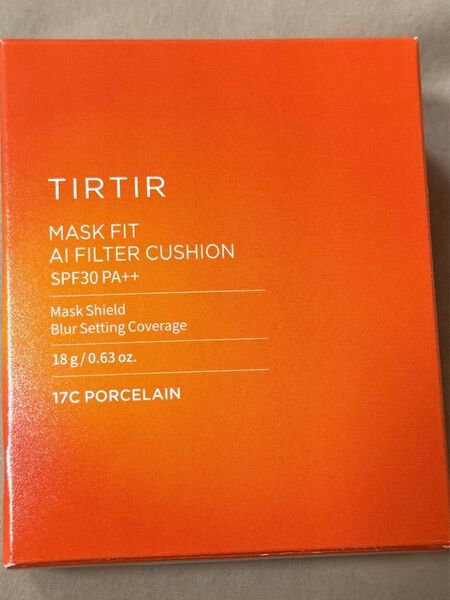 TIRTIR
MASK FIT
AI FILTER CUSHION
SPF30 PA++
Mask Shield
Blur Setting Coverage
18 g / 0.63 oz.
17C PORCELAIN